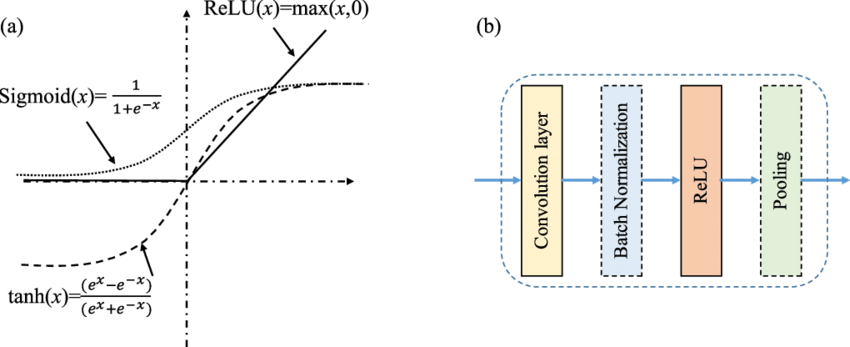 (a)
ReLU(x)=max(x,0)
Sigmoid(x)= 1
1+e^{-x}
tanh(x)= (e^x-e^{-x})
(e^x+e^{-x})
(b)
Convolution layer
Batch Normalization
ReLU
Pooling